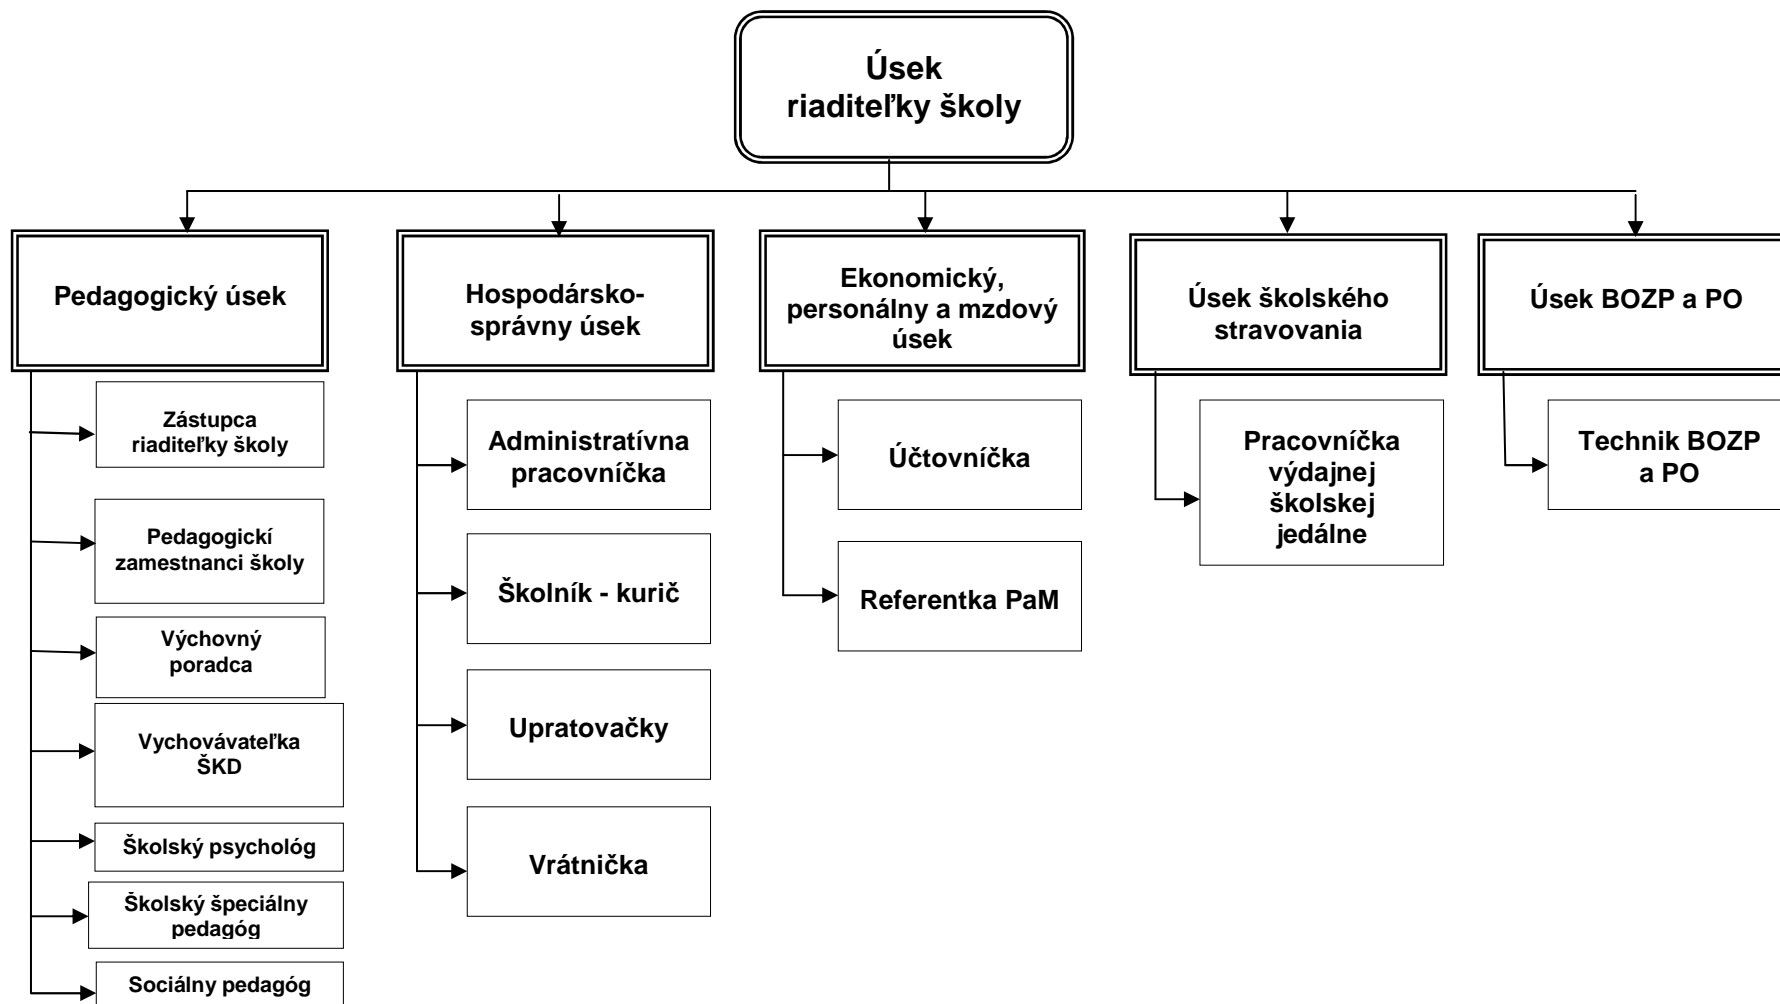 Úsek
riaditeľky školy
Pedagogický úsek
Hospodársko-
správny úsek
Ekonomický,
personálny a mzdový
úsek
Úsek školského
stravovania
Úsek BOZP a PO
Zástupca
riaditeľky školy
Pedagogickí
zamestnanci školy
Výchovný
poradca
Vychovávateľka
ŠKD
Školský psychológ
Školský špeciálny
pedagóg
Sociálny pedagóg
Administratívna
pracovníčka
Školník - kurič
Upratovačky
Vrátnička
Účtovníčka
Referentka PaM
Pracovníčka
výdajnej
školskej
jedálne
Technik BOZP
a PO